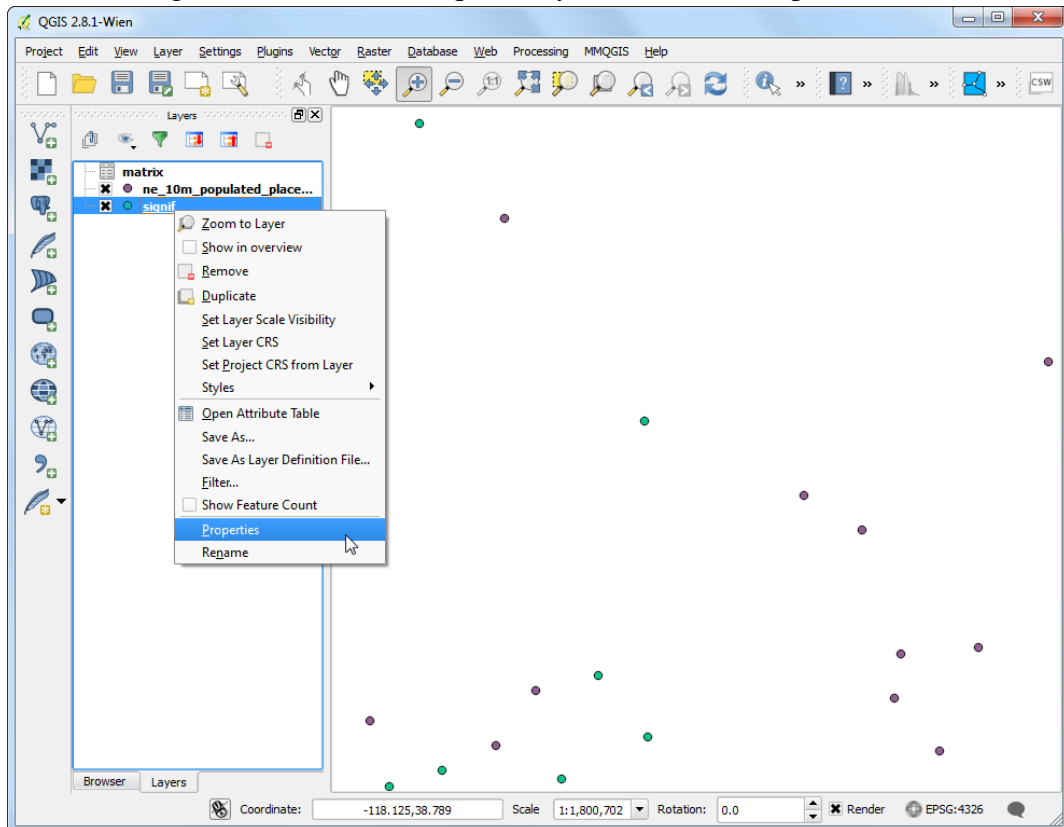 QGIS 2.8.1-Wien
Project Edit View Layer Settings Plugins Vector Raster Database Web Processing MMQGIS Help
1:1 » ? » » » CSW
Layers
matrix
ne_10m_populated_place...
signif
Zoom to Layer
Show in overview
Remove
Duplicate
Set Layer Scale Visibility
Set Layer CRS
Set Project CRS from Layer
Styles
Open Attribute Table
Save As...
Save As Layer Definition File...
Filter...
Show Feature Count
Properties
Rename
Browser Layers
Coordinate: -118.125,38.789 Scale 1:1,800,702 Rotation: 0.0 Render EPSG:4326